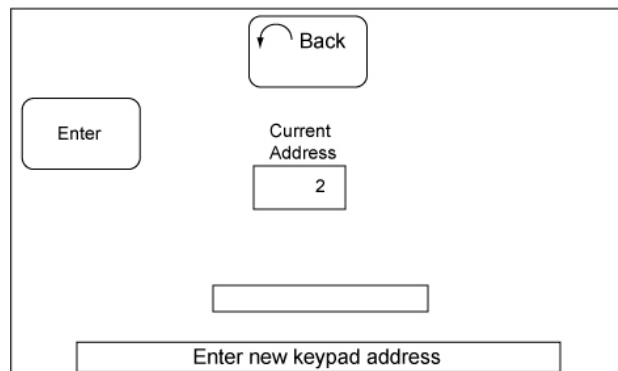 Back
Enter
Current
Address
2
Enter new keypad address